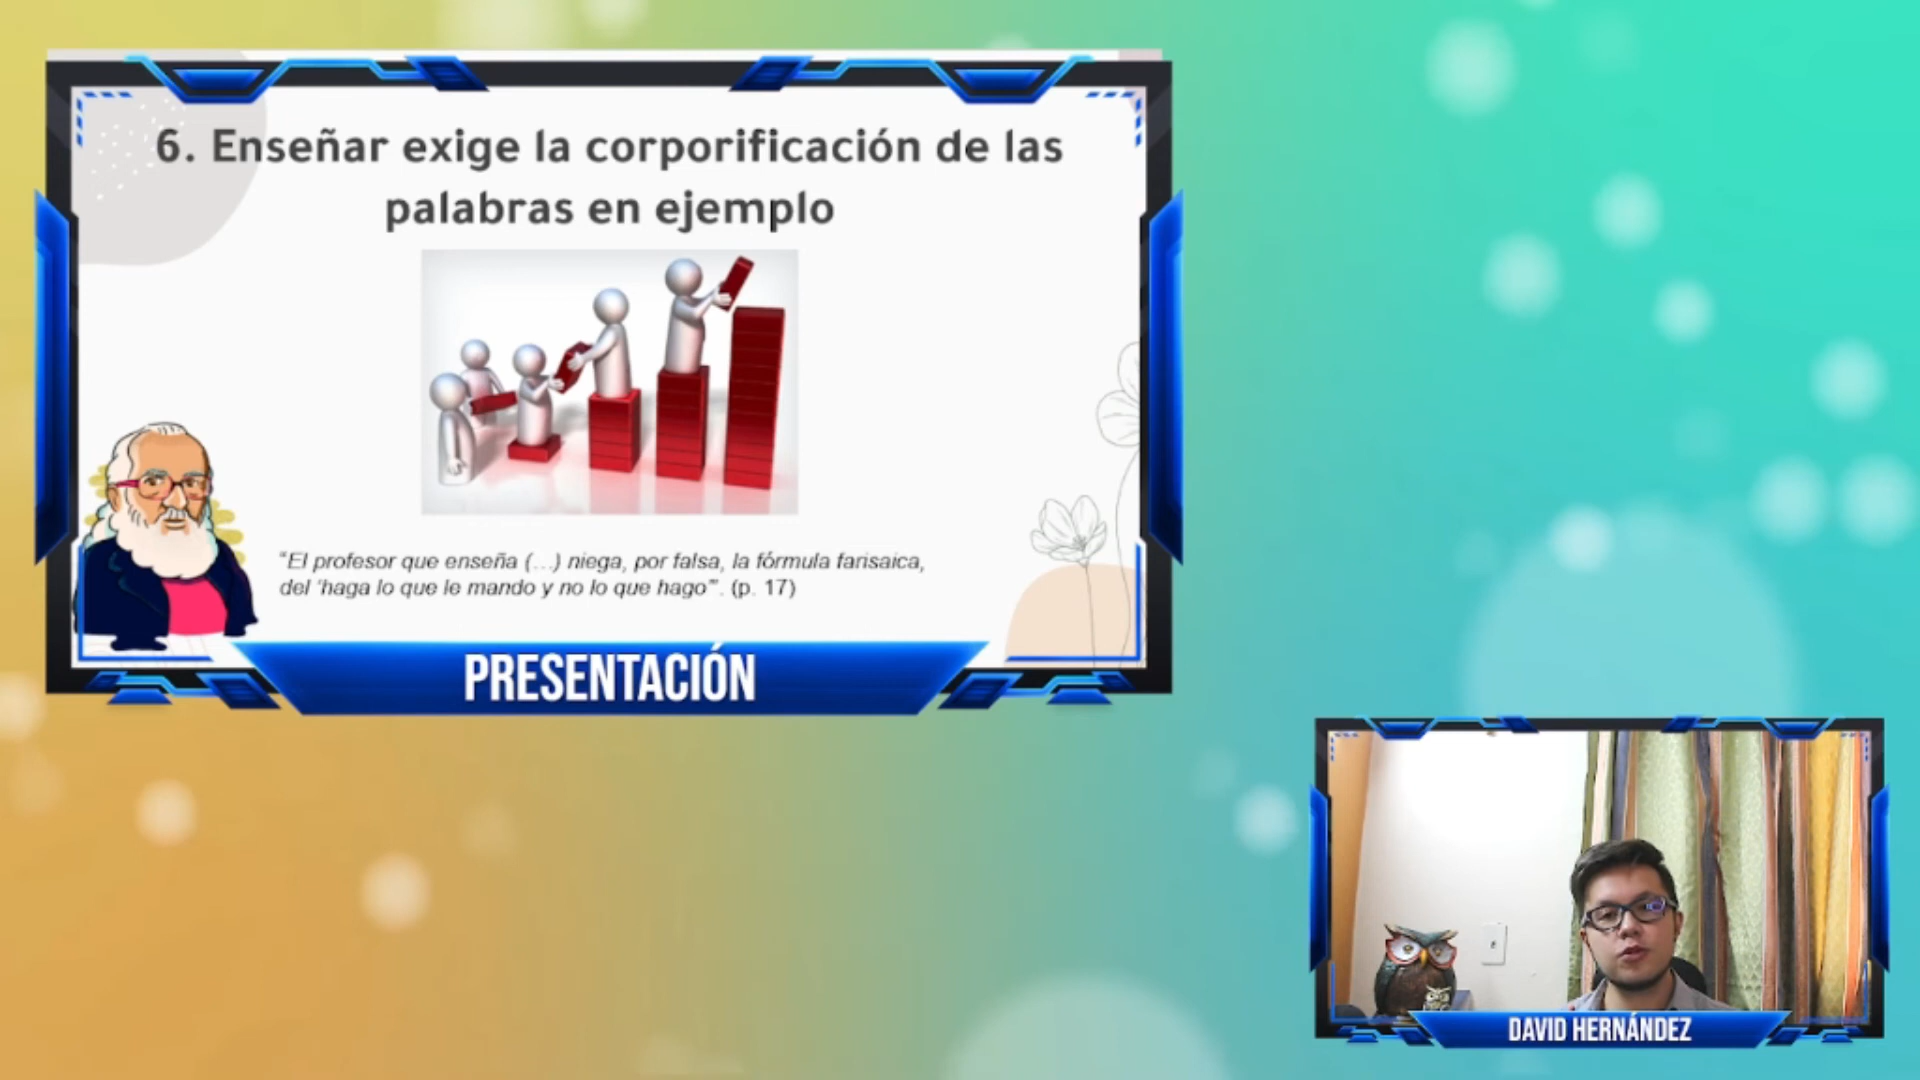 6. Enseñar exige la corporificación de las
palabras en ejemplo
“El profesor que enseña (...) niega, por falsa, la fórmula farisaica,
del ‘haga lo que le mando y no lo que hago’”. (p. 17)
PRESENTACIÓN
DAVID HERNÁNDEZ